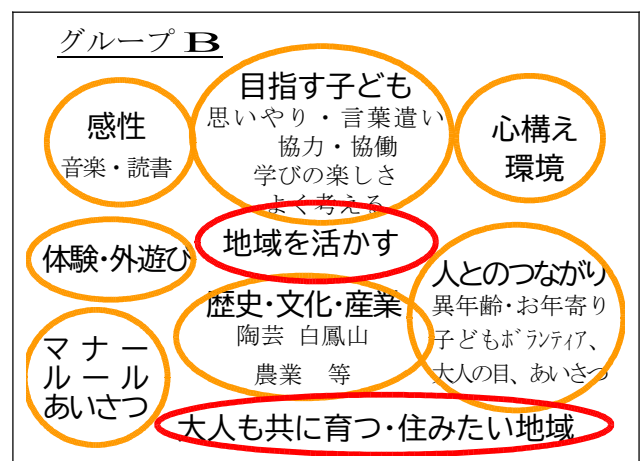 グループ B
目指す子ども
思いやり・言葉遣い
協力・協働
学びの楽しさ
よく考える
感性
音楽・読書
心構え
環境
地域を活かす
体験・外遊び
人とのつながり
異年齢・お年寄り
子どもボランティア、
大人の目、あいさつ
歴史・文化・産業
陶芸 白鳳山
農業 等
マナー
ルール
あいさつ
大人も共に育つ・住みたい地域